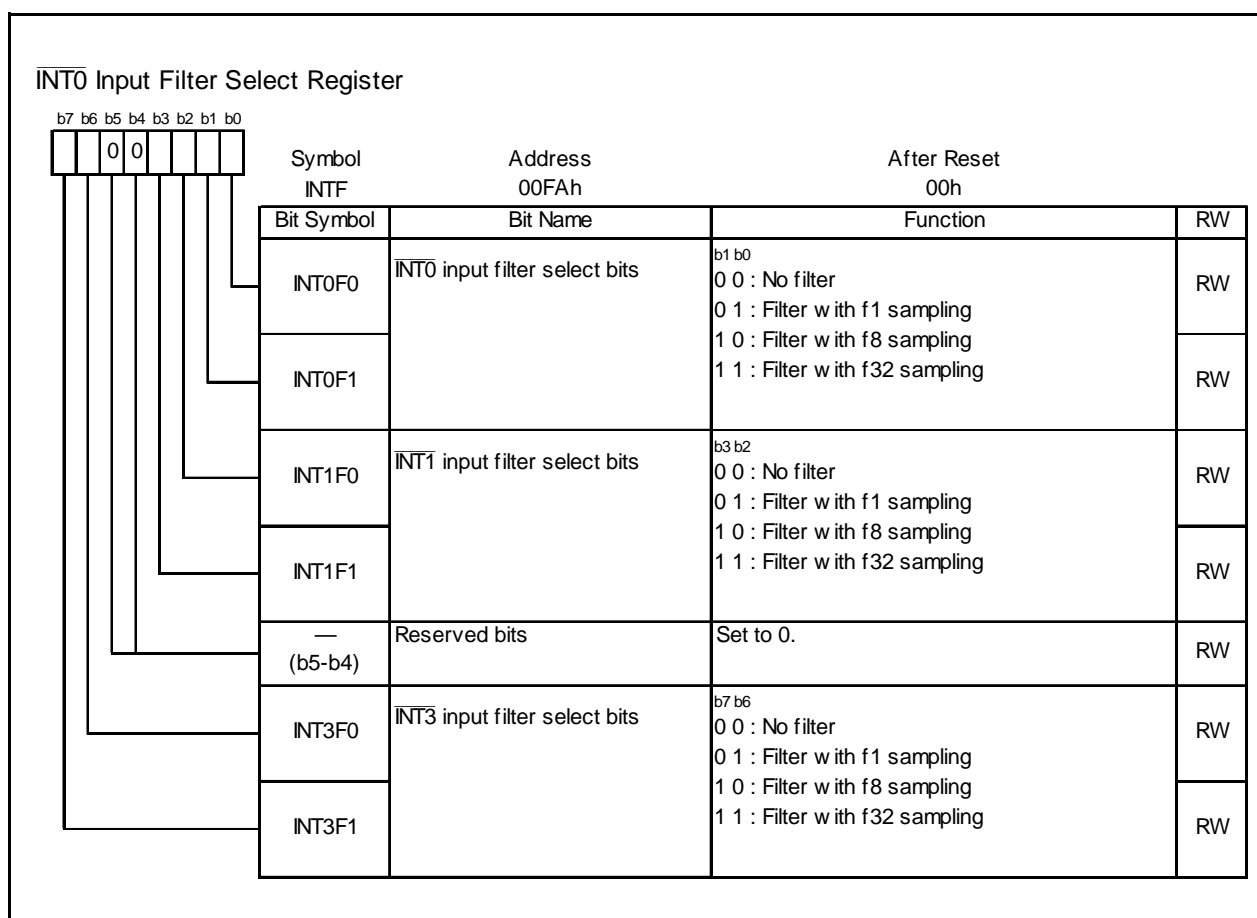 INT0 Input Filter Select Register
b7 b6 b5 b4 b3 b2 b1 b0
0 0
Symbol Address After Reset
INTF 00FAh 00h
Bit Symbol Bit Name Function RW
INT0F0 INT0 input filter select bits b1 b0 RW
0 0 : No filter
0 1 : Filter with f1 sampling
1 0 : Filter with f8 sampling
INT0F1 1 1 : Filter with f32 sampling RW
INT1F0 INT1 input filter select bits b3 b2 RW
0 0 : No filter
0 1 : Filter with f1 sampling
1 0 : Filter with f8 sampling
INT1F1 1 1 : Filter with f32 sampling RW
— Reserved bits Set to 0. RW
(b5-b4)
INT3F0 INT3 input filter select bits b7 b6 RW
0 0 : No filter
0 1 : Filter with f1 sampling
1 0 : Filter with f8 sampling
INT3F1 1 1 : Filter with f32 sampling RW